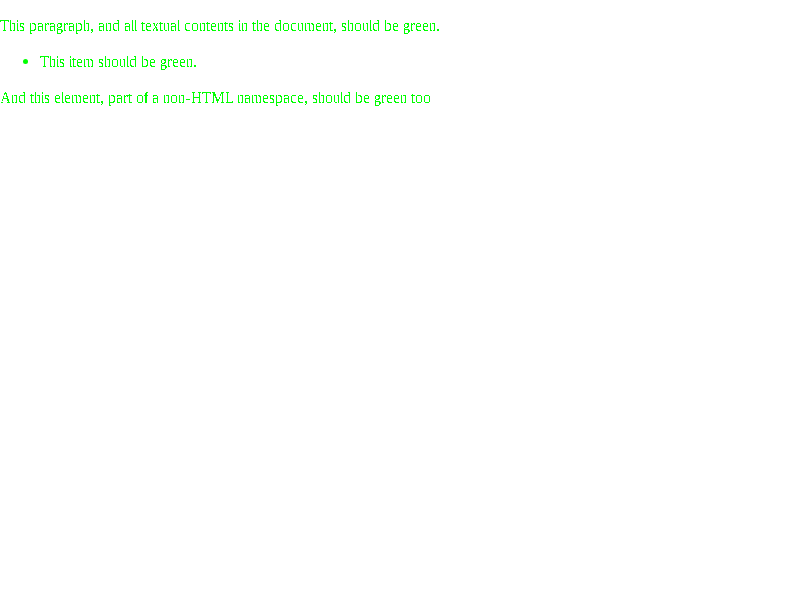 This paragraph, and all textual contents in the document, should be green.
• This item should be green.
And this element, part of a non-HTML namespace, should be green too